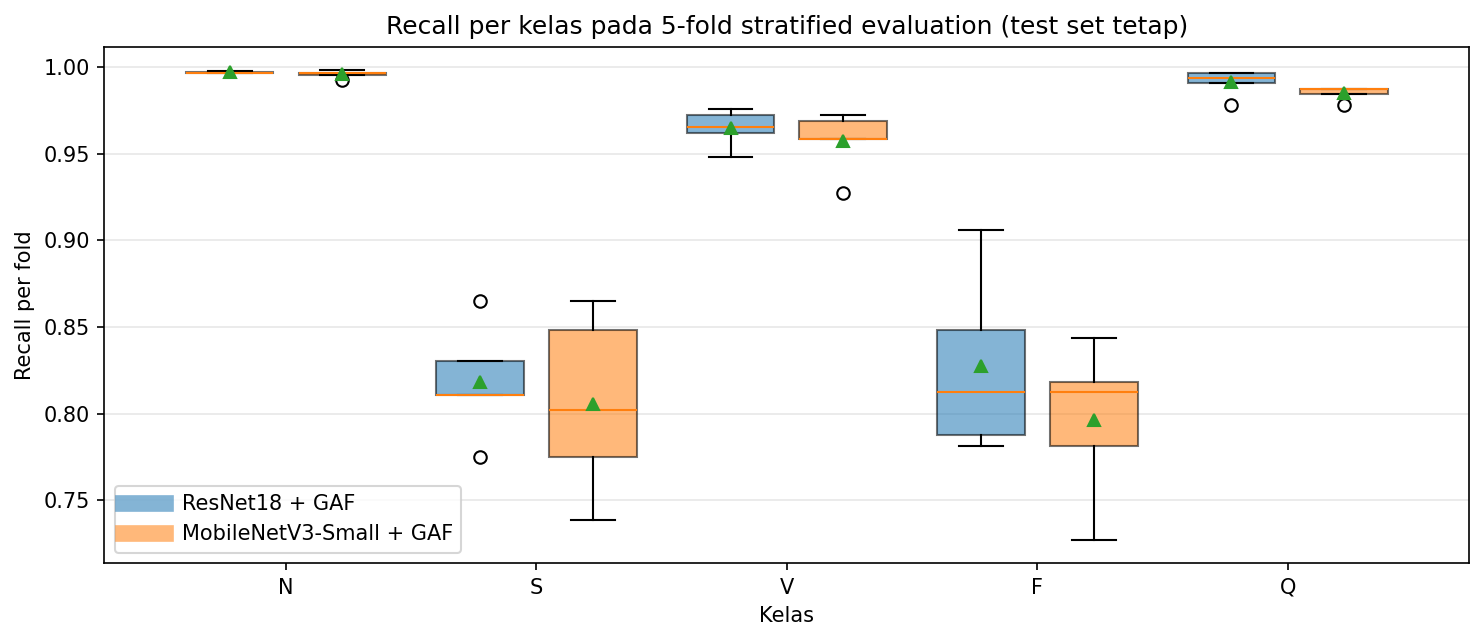 Recall per kelas pada 5-fold stratified evaluation (test set tetap)
Recall per fold
1.00
0.95
0.90
0.85
0.80
0.75
ResNet18 + GAF
MobileNetV3-Small + GAF
N S V F Q
Kelas